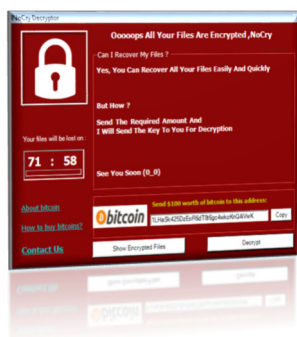 NoCry Decryptor
Ooooops All Your Files Are Encrypted ,NoCry
Can I Recover My Files ?
Yes, You Can Recover All Your Files Easily And Quickly
But How ?
Send The Required Amount And
I Will Send The Key To You For Decryption
See You Soon (0_0)
Your files will be lost on :
71 : 58
About bitcoin
How to buy bitcoins?
Contact Us
bitcoin
Send $100 worth of bitcoin to this address:
Copy
Show Encrypted Files
Decrypt